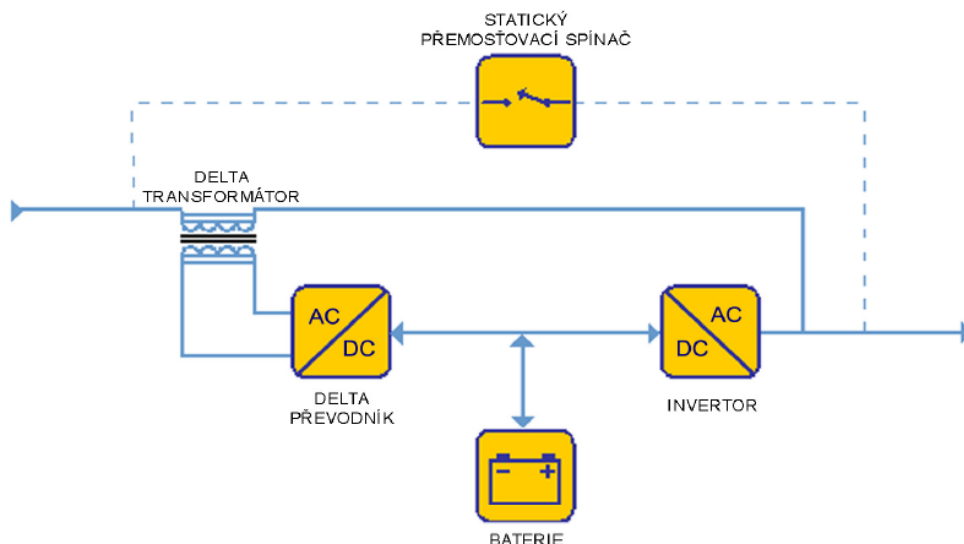 STATICKÝ
PŘEMOSŤOVACÍ SPÍNAČ
DELTA
TRANSFORMÁTOR
AC
DC
AC
DC
DELTA
PŘEVODNÍK
INVERTOR
- +
BATERIE